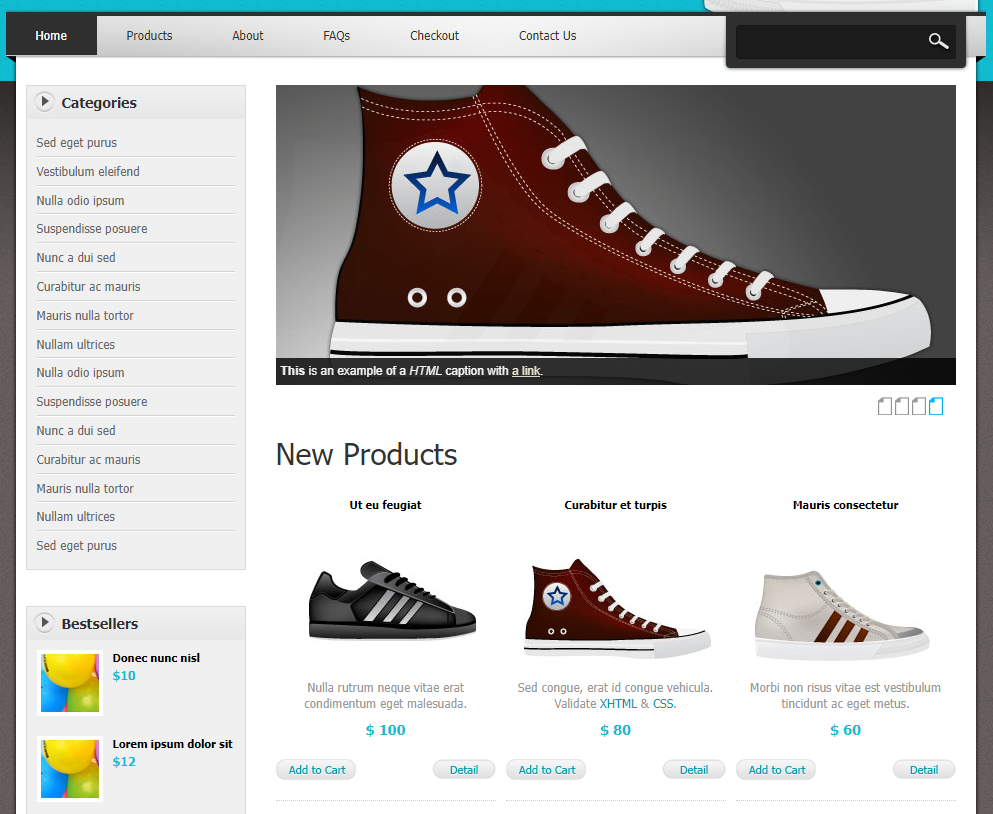 Home
Products
About
FAQs
Checkout
Contact Us
Categories
Sed eget purus
Vestibulum eleifend
Nulla odio ipsum
Suspendisse posuere
Nunc a dui sed
Curabitur ac mauris
Mauris nulla tortor
Nullam ultrices
Nulla odio ipsum
Suspendisse posuere
Nunc a dui sed
Curabitur ac mauris
Mauris nulla tortor
Nullam ultrices
Sed eget purus
Bestsellers
Donec nunc nisl
$10
Lorem ipsum dolor sit
$12
This is an example of a HTML caption with a link.
New Products
Ut eu feugiat
Nulla rutrum neque vitae erat
condimentum eget malesuada.
$ 100
Add to Cart
Detail
Curabitur et turpis
Sed congue, erat id congue vehicula.
Validate XHTML & CSS.
$ 80
Add to Cart
Detail
Mauris consectetur
Morbi non risus vitae est vestibulum
tincidunt ac eget metus.
$ 60
Add to Cart
Detail